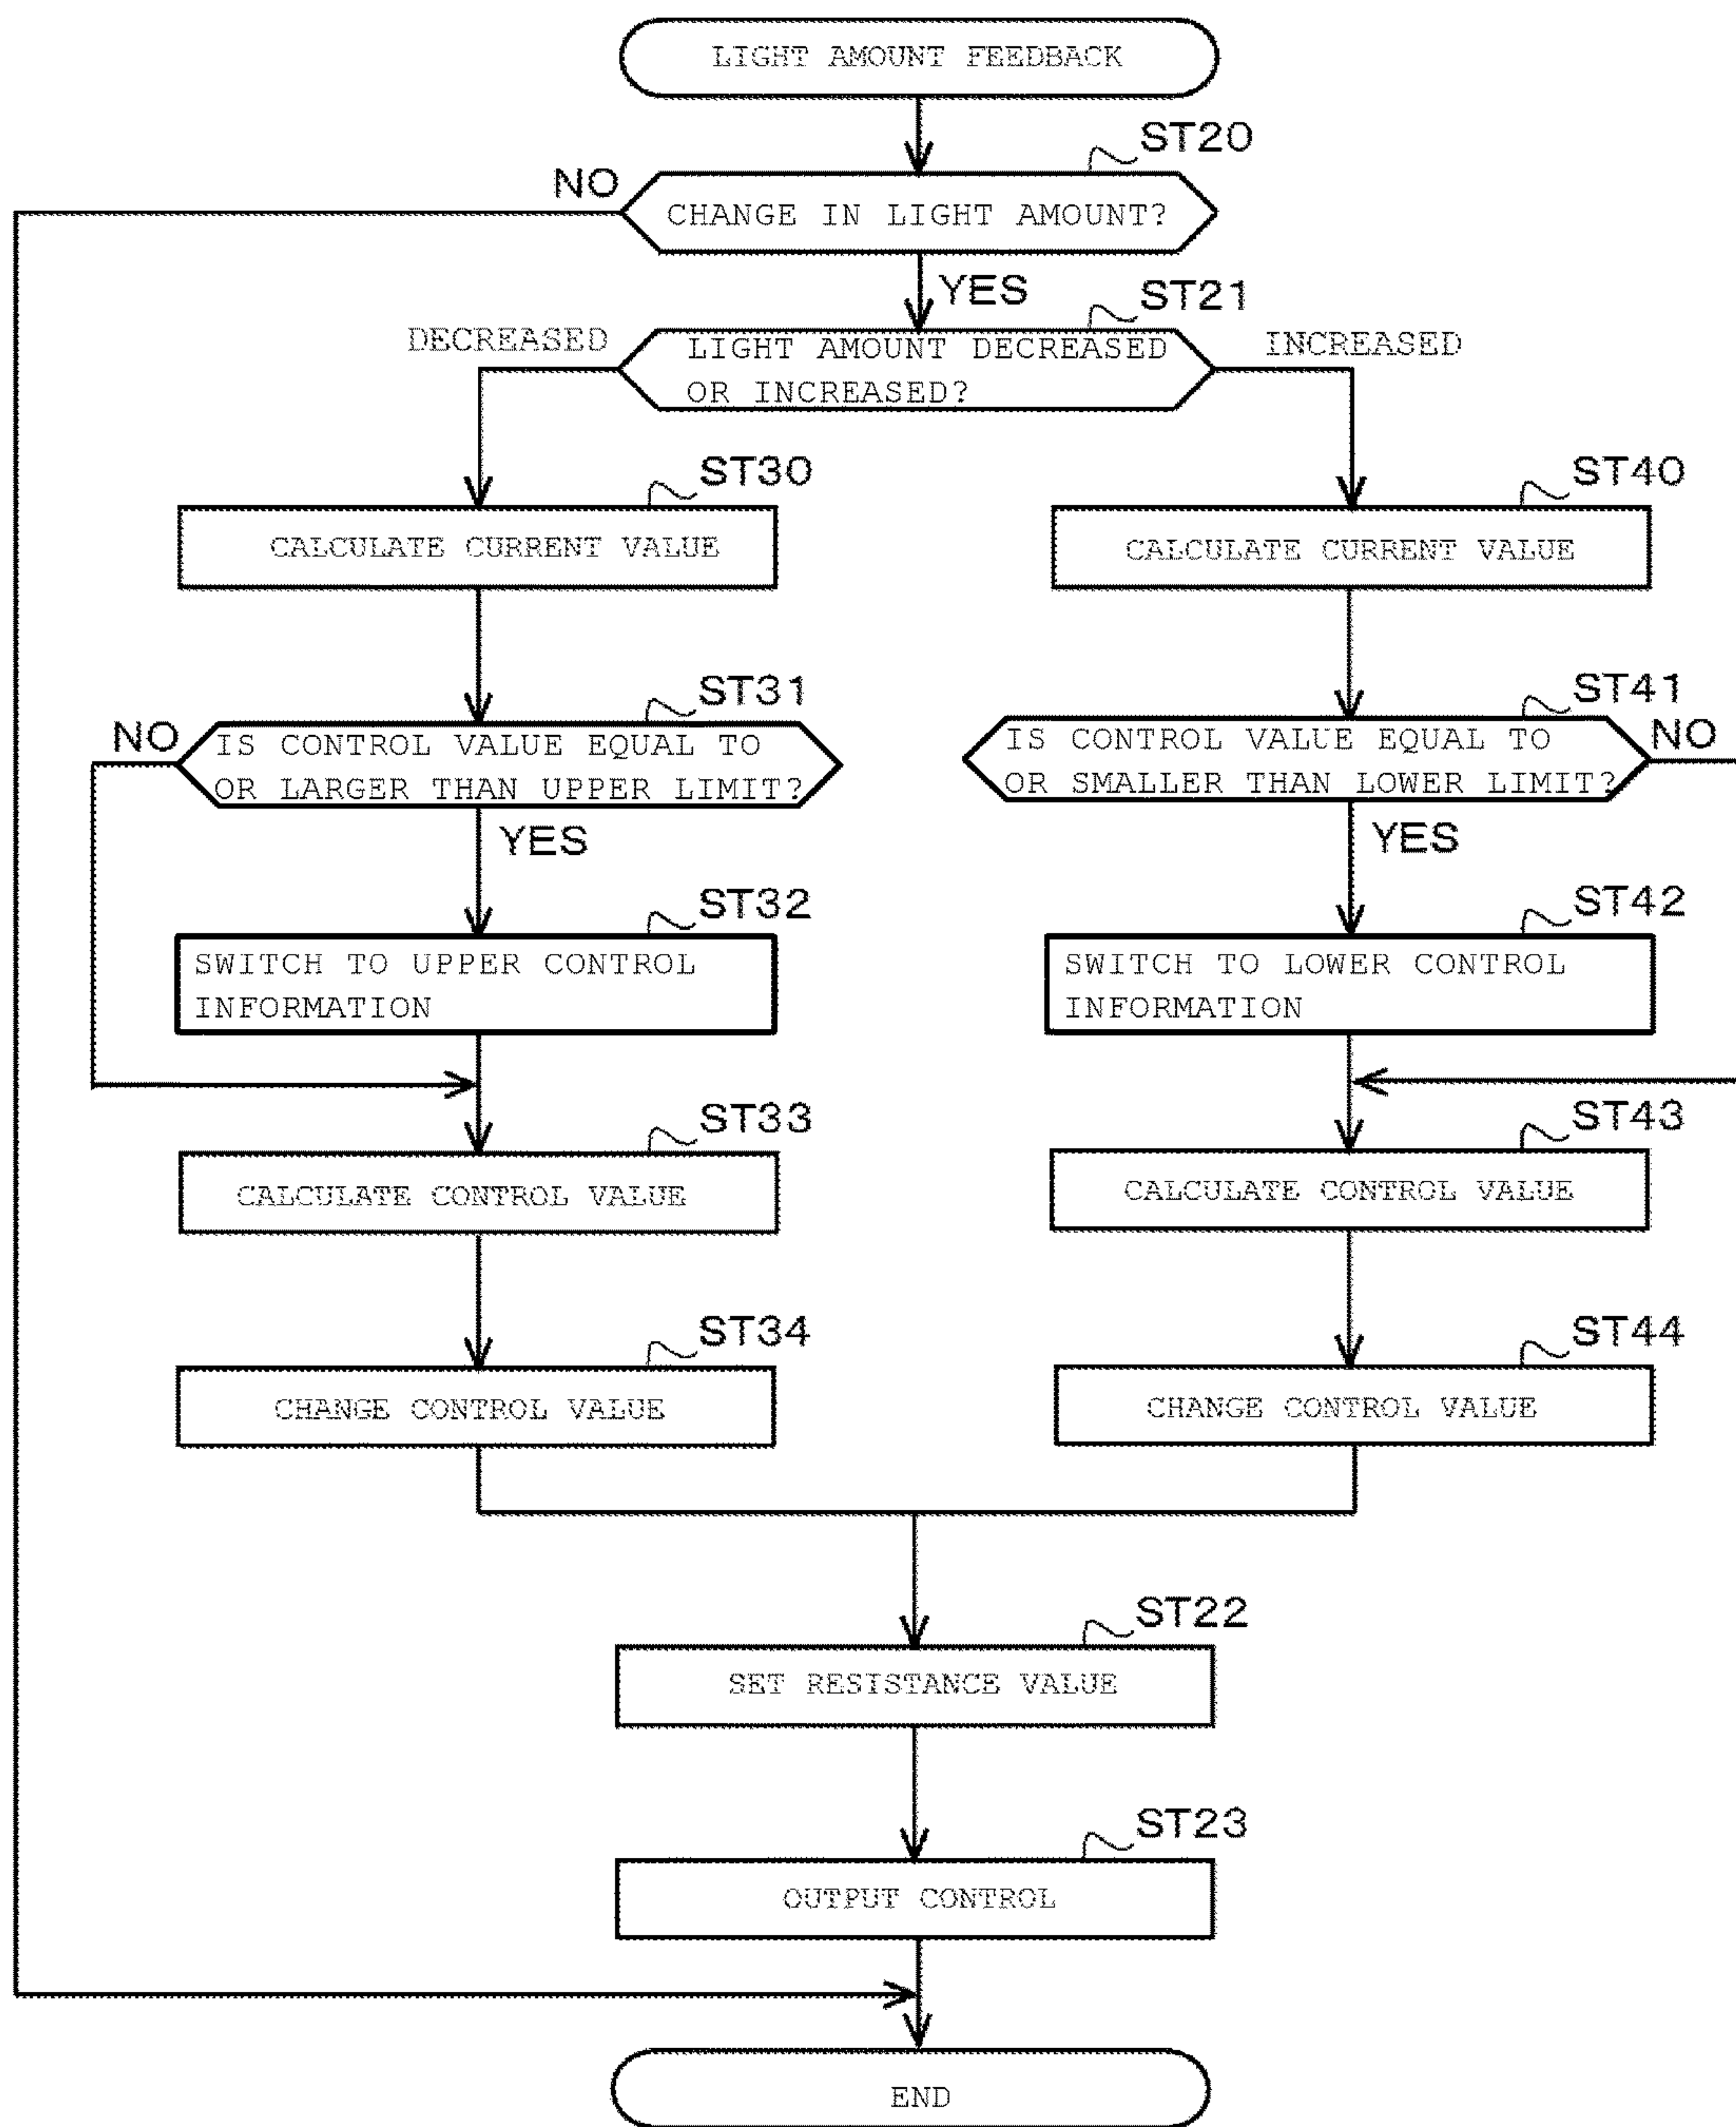 LIGHT AMOUNT FEEDBACK
ST20
NO
CHANGE IN LIGHT AMOUNT?
YES
ST21
DECREASED
LIGHT AMOUNT DECREASED
OR INCREASED?
INCREASED
ST30
CALCULATE CURRENT VALUE
ST40
CALCULATE CURRENT VALUE
ST31
NO
IS CONTROL VALUE EQUAL TO
OR LARGER THAN UPPER LIMIT?
YES
ST41
IS CONTROL VALUE EQUAL TO
OR SMALLER THAN LOWER LIMIT?
NO
YES
ST32
SWITCH TO UPPER CONTROL
INFORMATION
ST42
SWITCH TO LOWER CONTROL
INFORMATION
ST33
CALCULATE CONTROL VALUE
ST43
CALCULATE CONTROL VALUE
ST34
CHANGE CONTROL VALUE
ST44
CHANGE CONTROL VALUE
ST22
SET RESISTANCE VALUE
ST23
OUTPUT CONTROL
END